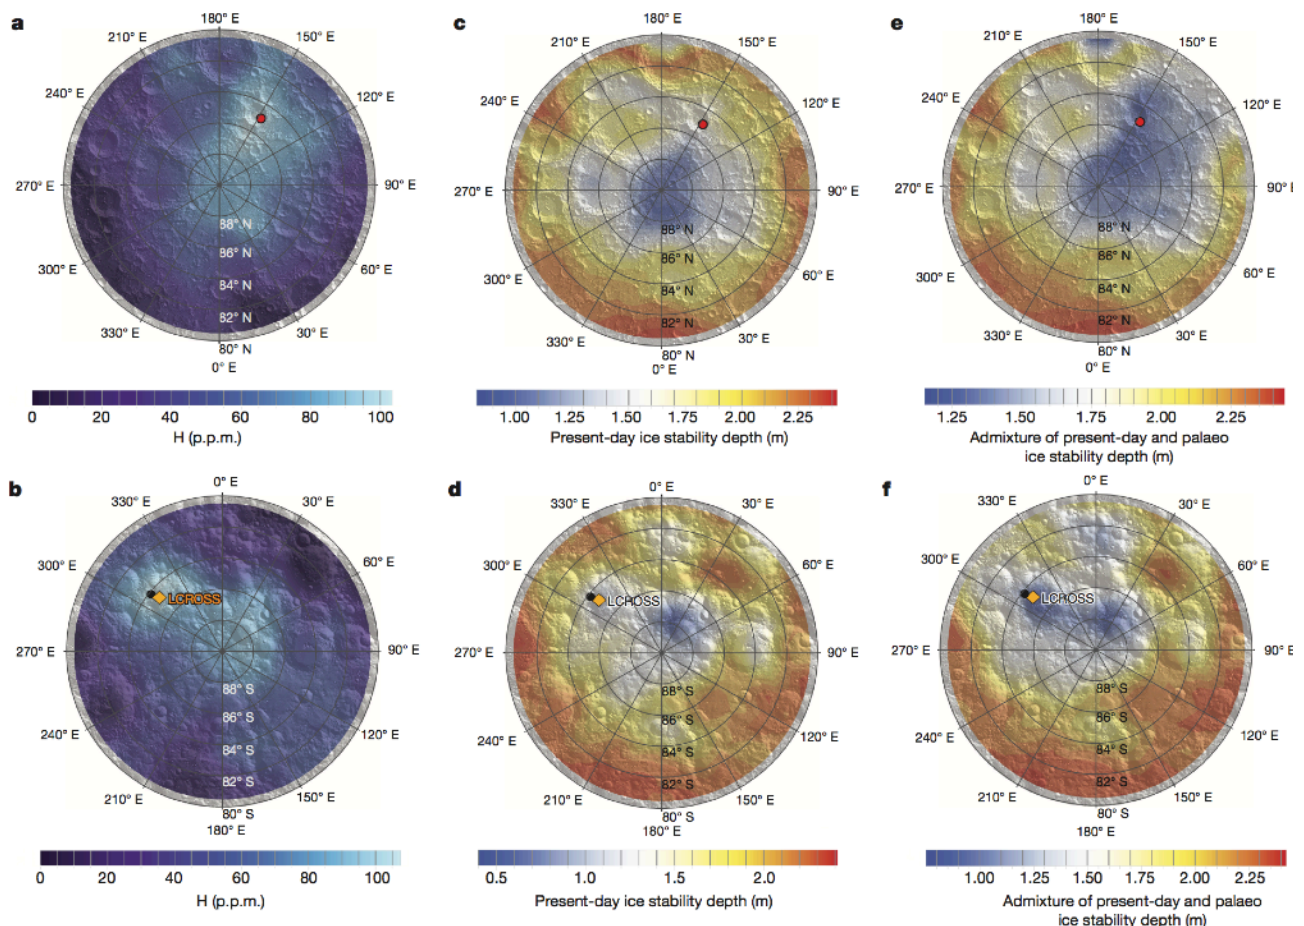 a
180° E
210° E
150° E
240° E
120° E
270° E
90° E
88° N
86° N
300° E
60° E
84° N
82° N
330° E
30° E
80° N
0° E
0 20 40 60 80 100
H (p.p.m.)
c
180° E
210° E
150° E
240° E
120° E
270° E
90° E
88° N
86° N
300° E
60° E
84° N
82° N
330° E
30° E
80° N
0° E
1.00 1.25 1.50 1.75 2.00 2.25
Present-day ice stability depth (m)
e
180° E
210° E
150° E
240° E
120° E
270° E
90° E
88° N
86° N
300° E
60° E
84° N
82° N
330° E
30° E
80° N
0° E
1.25 1.50 1.75 2.00 2.25
Admixture of present-day and palaeo
ice stability depth (m)
b
0° E
330° E
30° E
300° E
60° E
LCROSS
270° E
90° E
88° S
86° S
240° E
120° E
84° S
82° S
210° E
150° E
80° S
180° E
0 20 40 60 80 100
H (p.p.m.)
d
0° E
330° E
30° E
300° E
60° E
LCROSS
270° E
90° E
88° S
86° S
240° E
120° E
84° S
82° S
210° E
150° E
80° S
180° E
0.5 1.0 1.5 2.0
Present-day ice stability depth (m)
f
0° E
330° E
30° E
300° E
60° E
LCROSS
270° E
90° E
88° S
86° S
240° E
120° E
84° S
82° S
210° E
150° E
80° S
180° E
1.00 1.25 1.50 1.75 2.00 2.25
Admixture of present-day and palaeo
ice stability depth (m)